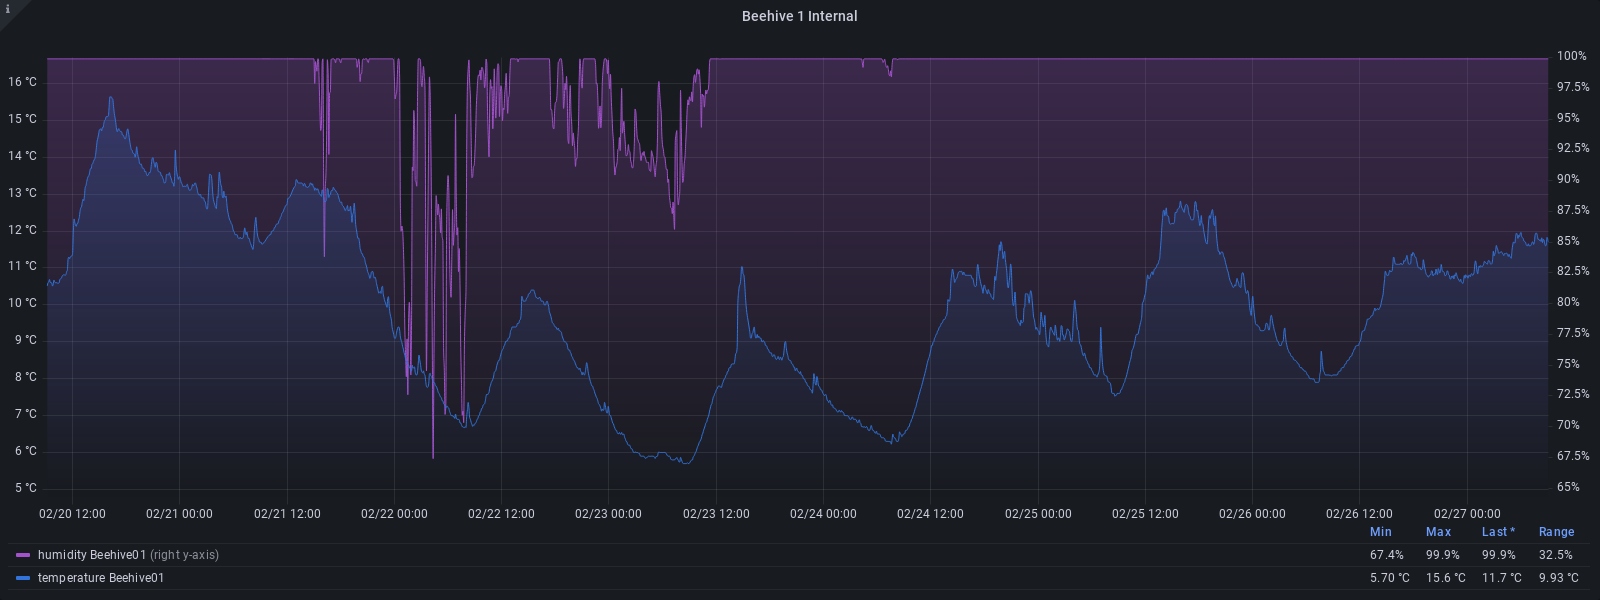 i
Beehive 1 Internal
16 °C
15 °C
14 °C
13 °C
12 °C
11 °C
10 °C
9 °C
8 °C
7 °C
6 °C
5 °C
100%
97.5%
95%
92.5%
90%
87.5%
85%
82.5%
80%
77.5%
75%
72.5%
70%
67.5%
65%
02/20 12:00 02/21 00:00 02/21 12:00 02/22 00:00 02/22 12:00 02/23 00:00 02/23 12:00 02/24 00:00 02/24 12:00 02/25 00:00 02/25 12:00 02/26 00:00 02/26 12:00 02/27 00:00
Min Max Last * Range
humidity Beehive01 (right y-axis) 67.4% 99.9% 99.9% 32.5%
temperature Beehive01 5.70 °C 15.6 °C 11.7 °C 9.93 °C